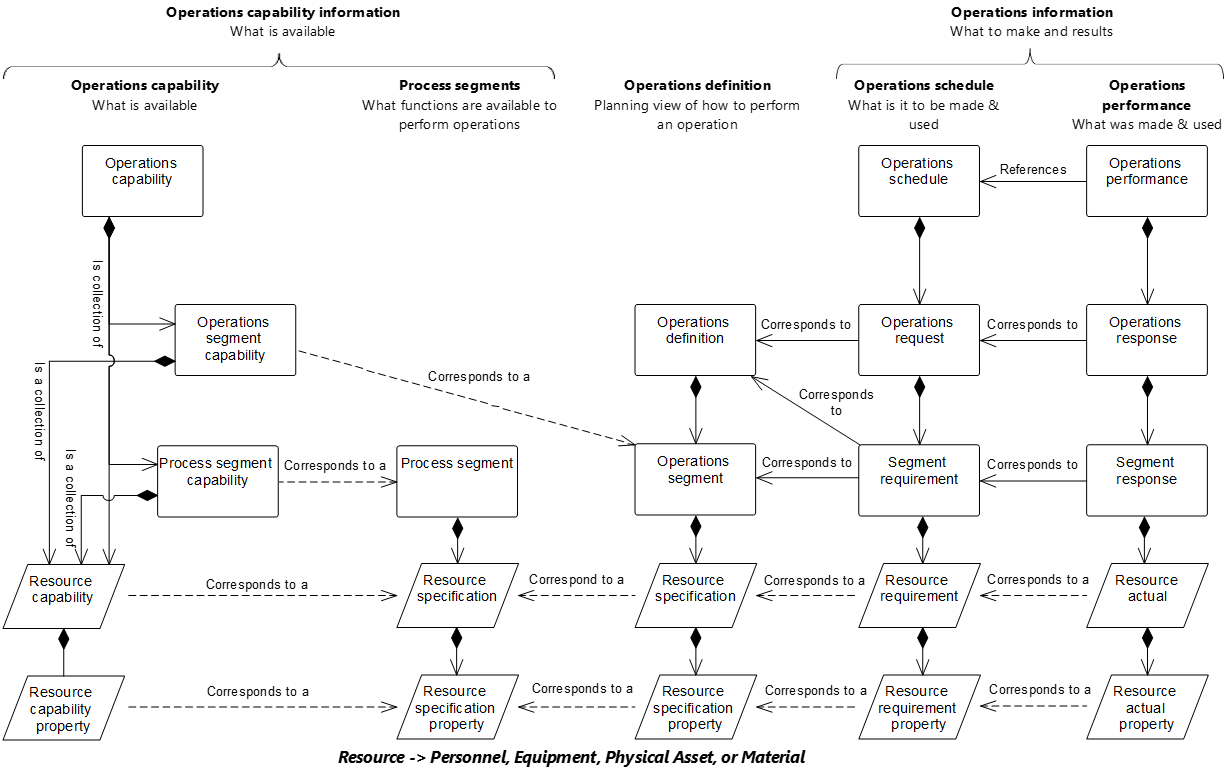 Operations capability information
What is available
Operations information
What to make and results
Operations capability
What is available
Process segments
What functions are available to
perform operations
Operations definition
Planning view of how to perform
an operation
Operations schedule
What is it to be made &
used
Operations
performance
What was made & used
Operations
capability
Operations
schedule
References
Operations
performance
Is collection of
Operations
segment
capability
Operations
definition
Corresponds to
Operations
request
Corresponds to
Operations
response
Is a collection of
Corresponds to a
Corresponds
to
Is a collection of
Process segment
capability
Corresponds to a
Process segment
Operations
segment
Corresponds to
Segment
requirement
Corresponds to
Segment
response
Resource
capability
Corresponds to a
Resource
specification
Correspond to a
Resource
specification
Corresponds to a
Resource
requirement
Corresponds to a
Resource
actual
Resource
capability
property
Corresponds to a
Resource
specification
property
Corresponds to a
Resource
specification
property
Corresponds to a
Resource
requirement
property
Corresponds to a
Resource
actual
property
Resource -> Personnel, Equipment, Physical Asset, or Material